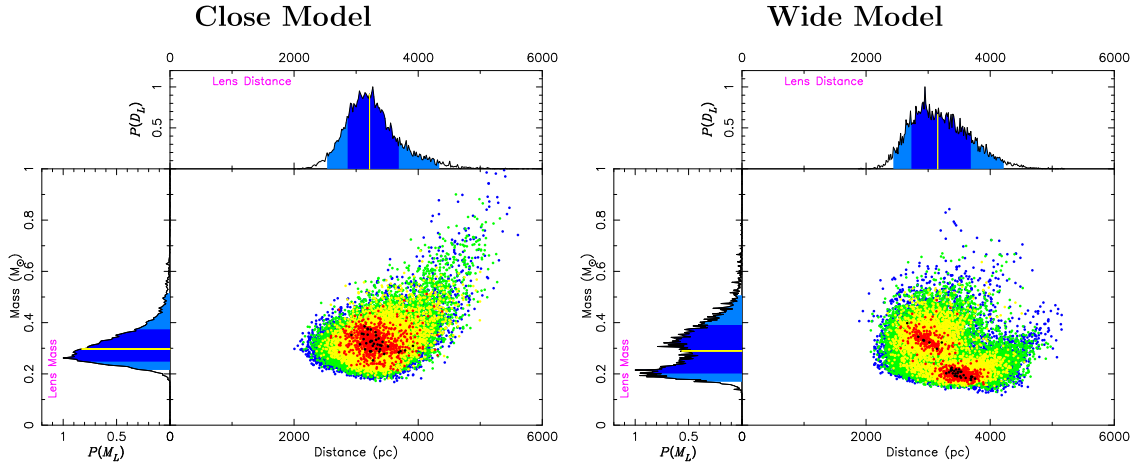 Close Model
Wide Model
0 2000 4000 6000
0 2000 4000 6000
Lens Distance
Lens Distance
P(D_L)
0.5 1
P(D_L)
0.5 1
Mass (M⊙)
0 0.2 0.4 0.6 0.8 1
Lens Mass
Mass (M⊙)
0 0.2 0.4 0.6 0.8 1
Lens Mass
1 0.5 0
0 2000 4000 6000
1 0.5 0
0 2000 4000 6000
P(M_L)
Distance (pc)
P(M_L)
Distance (pc)